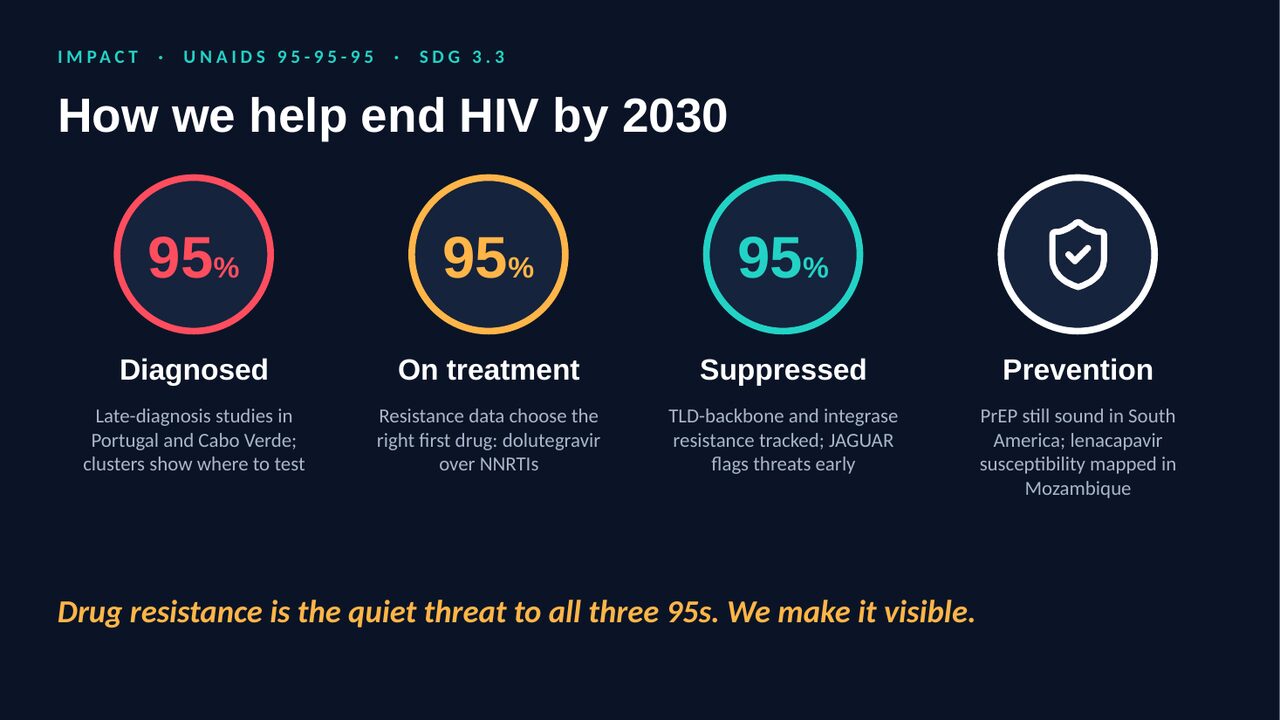 IMPACT · UNAIDS 95-95-95 · SDG 3.3
How we help end HIV by 2030
95%
95%
95%
Diagnosed
On treatment
Suppressed
Prevention
Late-diagnosis studies in
Portugal and Cabo Verde;
clusters show where to test
Resistance data choose the
right first drug: dolutegravir
over NNRTIs
TLD-backbone and integrase
resistance tracked; JAGUAR
flags threats early
PrEP still sound in South
America; lenacapavir
susceptibility mapped in
Mozambique
Drug resistance is the quiet threat to all three 95s. We make it visible.